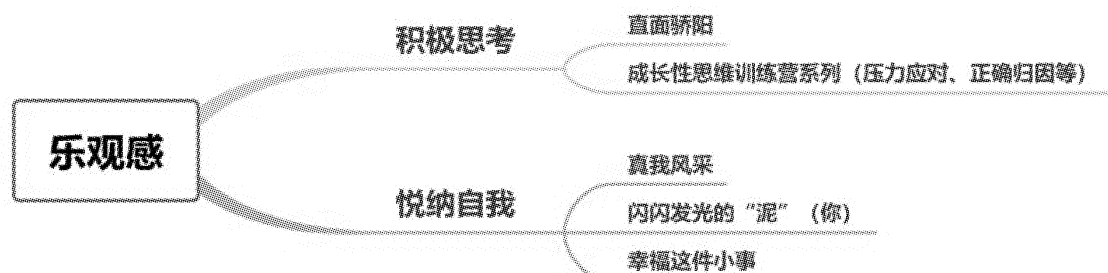 积极思考
直面骄阳
成长性思维训练营系列（压力应对、正确归因等）
乐观感
悦纳自我
真我风采
闪闪发光的“泥”（你）
幸福这件小事